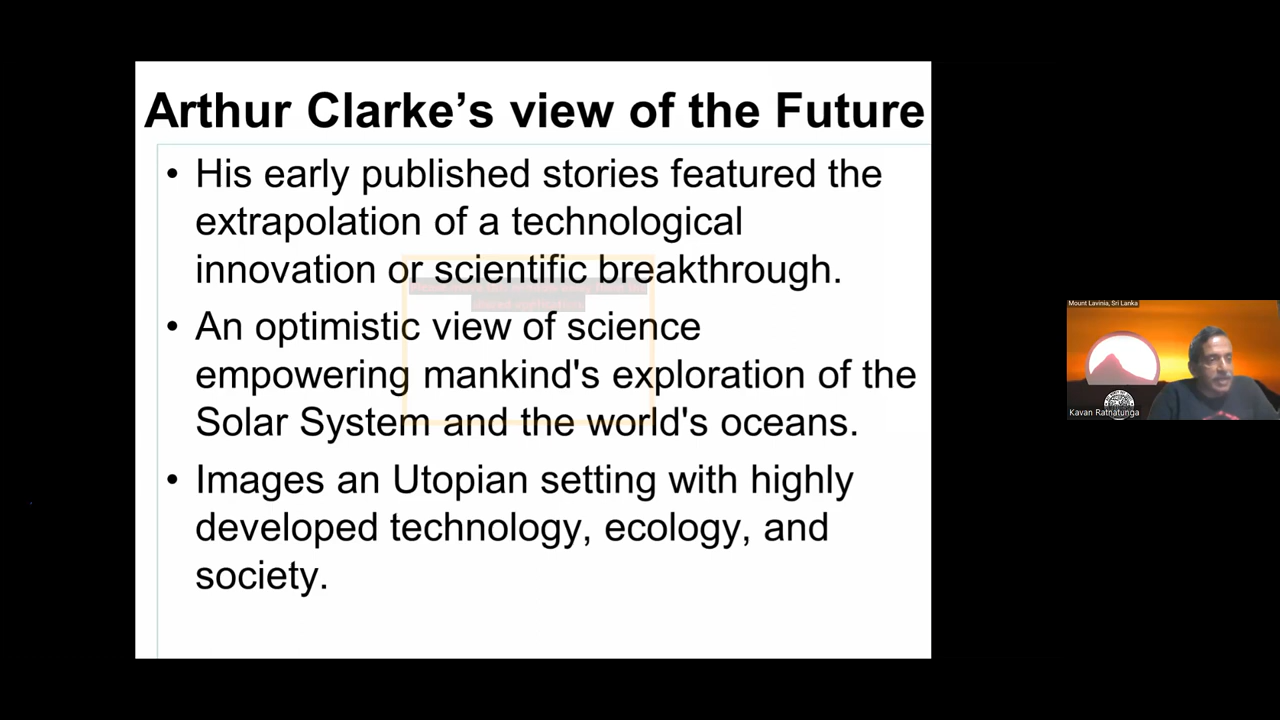 Arthur Clarke’s view of the Future
• His early published stories featured the
extrapolation of a technological
innovation or scientific breakthrough.
• An optimistic view of science
empowering mankind's exploration of the
Solar System and the world's oceans.
• Images an Utopian setting with highly
developed technology, ecology, and
society.
Mount Lavinia, Sri Lanka
Kavan Ratnatunga